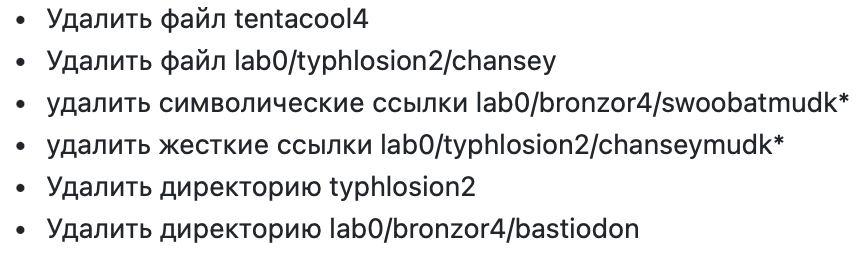 • Удалить файл tentacool4
• Удалить файл lab0/typhlosion2/chansey
• удалить символические ссылки lab0/bronzor4/swoobatmudk*
• удалить жесткие ссылки lab0/typhlosion2/chanseymudk*
• Удалить директорию typhlosion2
• Удалить директорию lab0/bronzor4/bastiodon